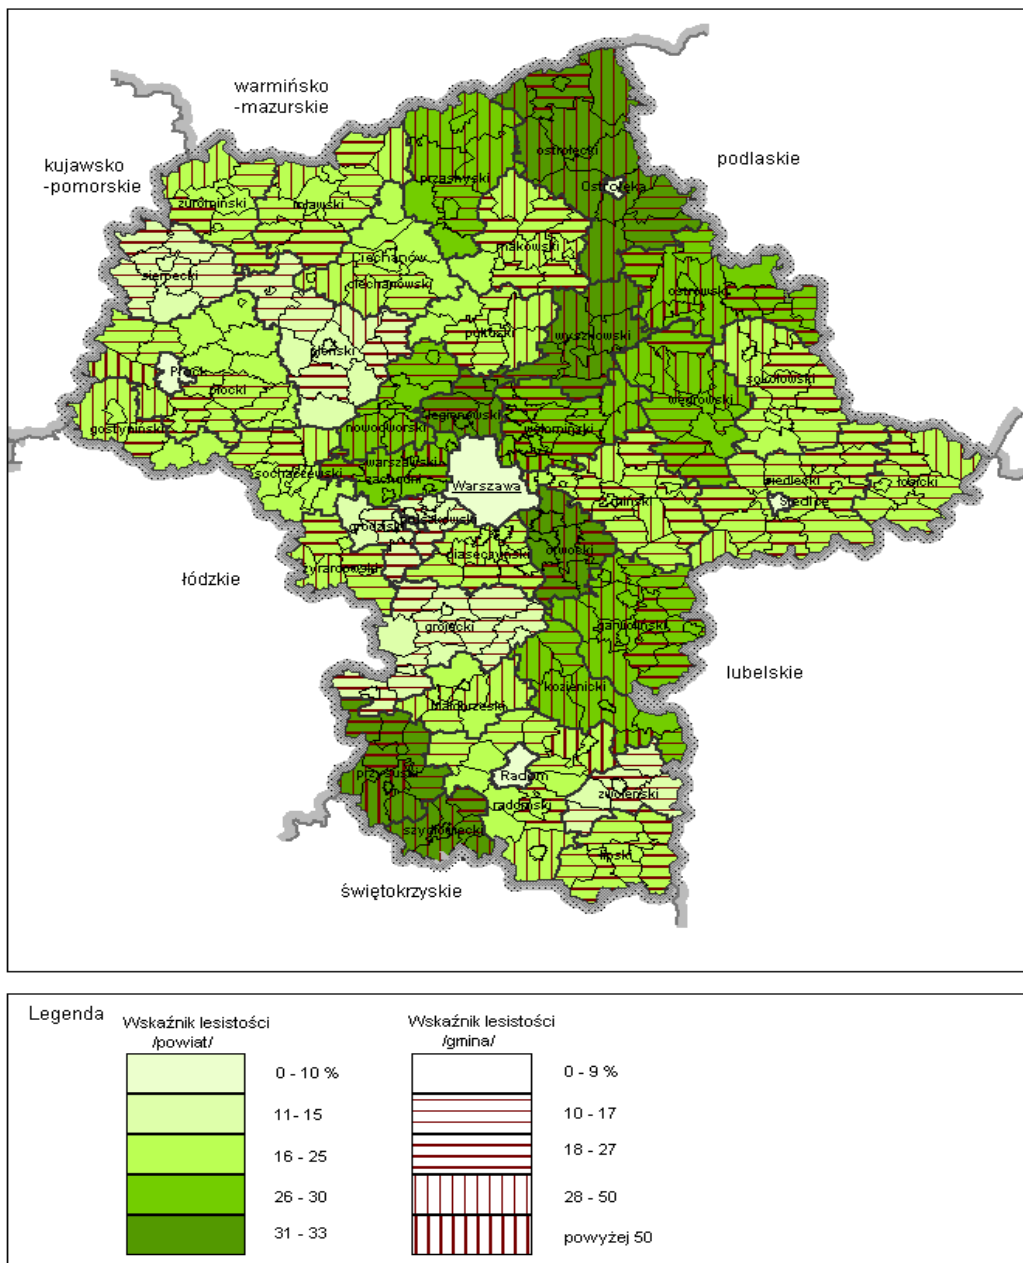 warmińsko
-mazurskie
kujawsko
-pomorskie
podlaskie
ostrołęcki
Ostrołęka
przasnyski
żuromiński
mławski
makowski
Ciechanów
ciechanowski
sierpecki
ostrowski
pułtuski
wyszkowski
płoński
Płock
płocki
sokołowski
węgrowski
gostyniński
legionowski
nowodworski
wołomiński
warszawski
zachodni
sochaczewski
Warszawa
miński
siedlecki
Siedlce
łosicki
grodziski
pruszkowski
piaseczyński
otwocki
żyrardowski
łódzkie
grójecki
garwoliński
lubelskie
kozienicki
białobrzeski
Radom
przysuski
zwoleński
radomski
szydłowiecki
lipski
świętokrzyskie
Legenda
Wskaźnik lesistości
/powiat/
0 - 10 %
11- 15
16 - 25
26 - 30
31 - 33
Wskaźnik lesistości
/gmina/
0 - 9 %
10 - 17
18 - 27
28 - 50
powyżej 50